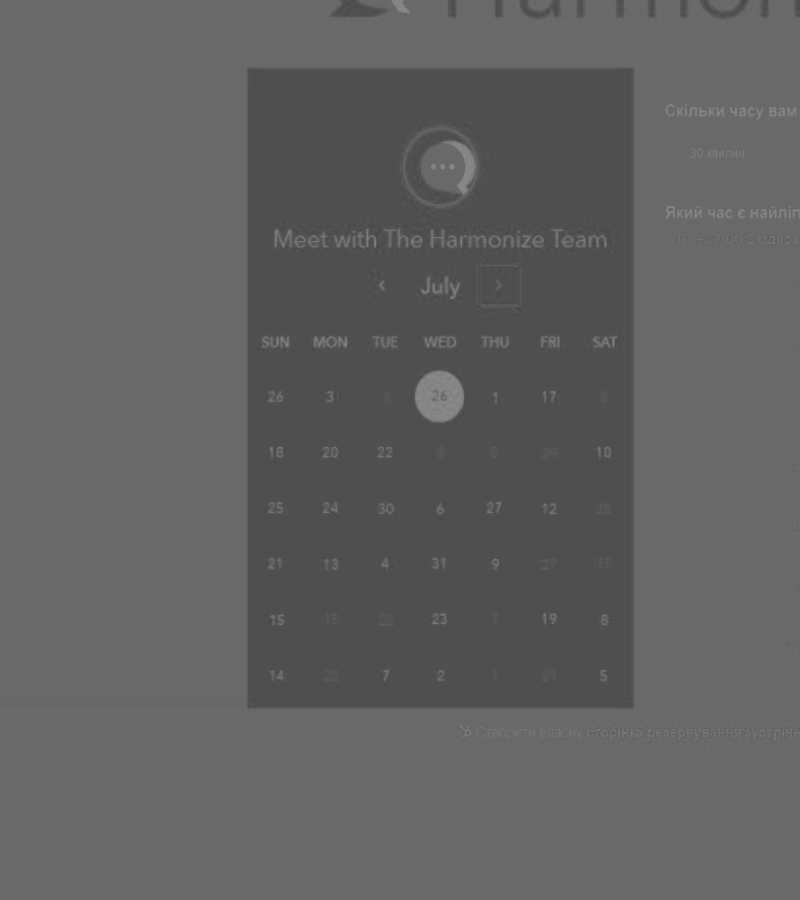 Harmon
Скільки часу вам
30 хвилин
Meet with The Harmonize Team
Який час є найліп
‹ July ›
SUN MON TUE WED THU FRI SAT
26 3 3 26 1 17 8
18 20 22 8 5 29 10
25 24 30 6 27 12 28
21 13 4 31 9 27 15
15 15 22 23 7 19 8
14 22 7 2 1 21 5
Створити власну сторінка резервування зустріч